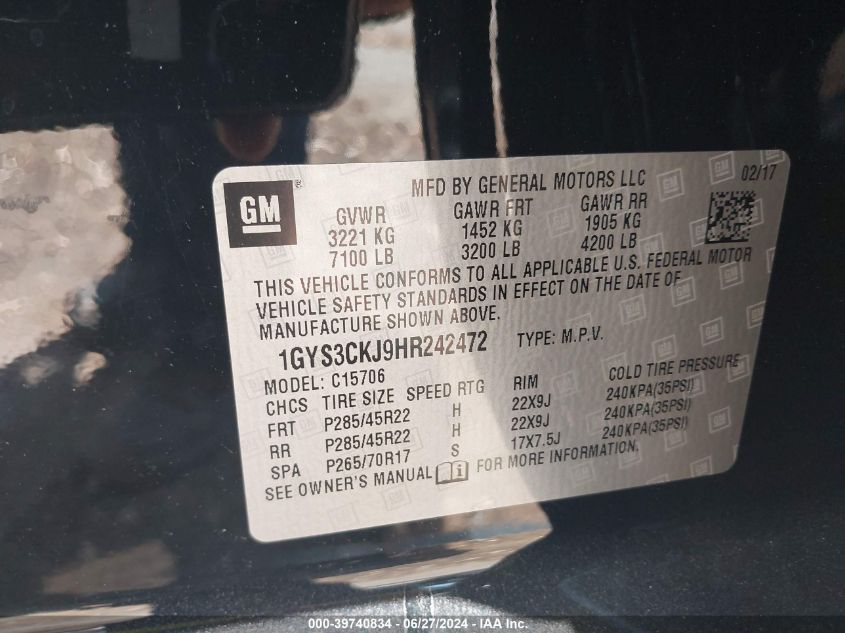 GM ®
MFD BY GENERAL MOTORS LLC 02/17
GVWR GAWR FRT GAWR RR
3221 KG 1452 KG 1905 KG
7100 LB 3200 LB 4200 LB
THIS VEHICLE CONFORMS TO ALL APPLICABLE U.S. FEDERAL MOTOR
VEHICLE SAFETY STANDARDS IN EFFECT ON THE DATE OF
MANUFACTURE SHOWN ABOVE.
1GYS3CKJ9HR242472 TYPE: M.P.V.
MODEL: C15706
CHCS TIRE SIZE SPEED RTG RIM COLD TIRE PRESSURE
FRT P285/45R22 H 22X9J 240KPA(35PSI)
RR P285/45R22 H 22X9J 240KPA(35PSI)
SPA P265/70R17 S 17X7.5J 240KPA(35PSI)
SEE OWNER'S MANUAL i FOR MORE INFORMATION.
000-39740834 / 06/27/2024 - IAA Inc.